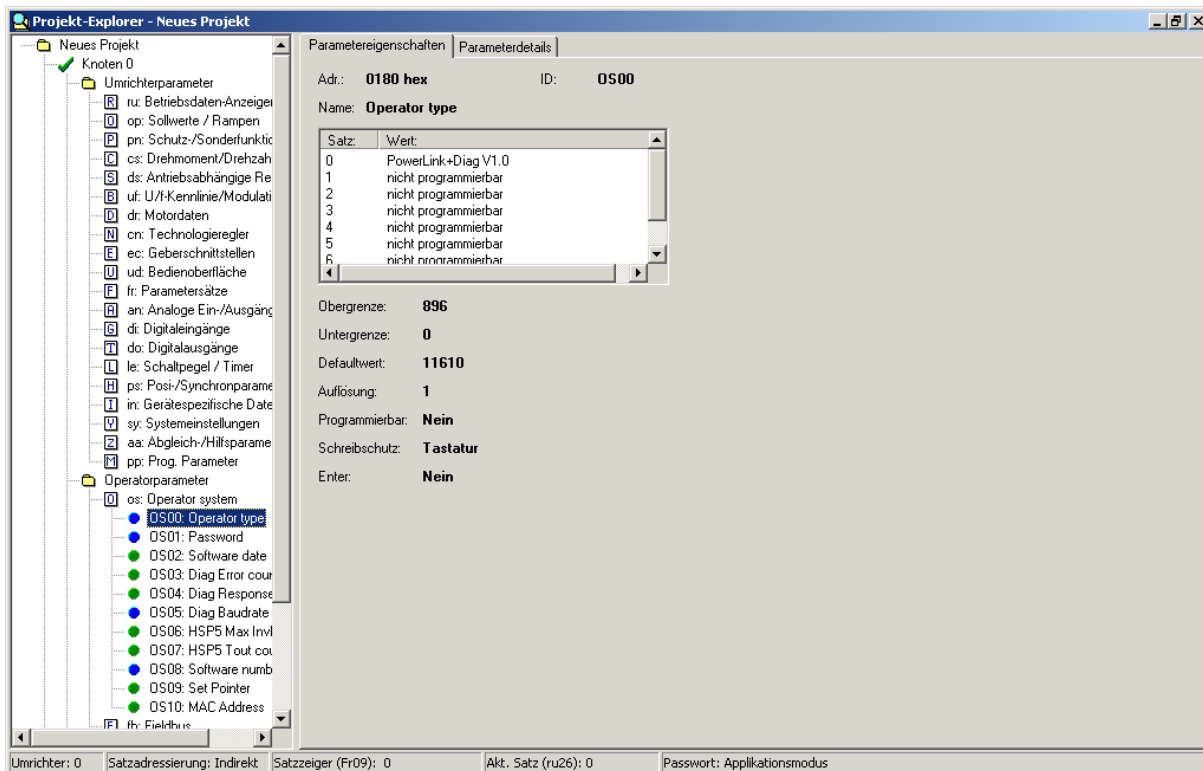 Projekt-Explorer - Neues Projekt
Neues Projekt
Knoten 0
Umrichterparameter
R ru: Betriebsdaten-Anzeigen
O op: Sollwerte / Rampen
P pn: Schutz-/Sonderfunktio
C cs: Drehmoment/Drehzah
S ds: Antriebsabhängige Re
B uf: U/f-Kennlinie/Modulati
D dr: Motordaten
N cn: Technologieregler
E ec: Geberschnittstellen
U ud: Bedienoberfläche
F fr: Parametersätze
A an: Analoge Ein-/Ausgäng
G di: Digitaleingänge
T do: Digitalausgänge
L le: Schaltpegel / Timer
H ps: Posi-/Synchronparame
I in: Gerätespezifische Date
Y sy: Systemeinstellungen
Z aa: Abgleich-/Hilfsparame
M pp: Prog. Parameter
Operatorparameter
O os: Operator system
OS00: Operator type
OS01: Password
OS02: Software date
OS03: Diag Error cour
OS04: Diag Response
OS05: Diag Baudrate
OS06: HSP5 Max Invl
OS07: HSP5 Tout cou
OS08: Software numb
OS09: Set Pointer
OS10: MAC Address
F fb: Fieldbus
Parametereigenschaften Parameterdetails
Adr.: 0180 hex ID: OS00
Name: Operator type
Satz: Wert:
0 PowerLink+Diag V1.0
1 nicht programmierbar
2 nicht programmierbar
3 nicht programmierbar
4 nicht programmierbar
5 nicht programmierbar
6 nicht programmierbar
Obergrenze: 896
Untergrenze: 0
Defaultwert: 11610
Auflösung: 1
Programmierbar: Nein
Schreibschutz: Tastatur
Enter: Nein
Umrichter: 0 Satzadressierung: Indirekt Satzzeiger (Fr09): 0 Akt. Satz (ru26): 0 Passwort: Applikationsmodus